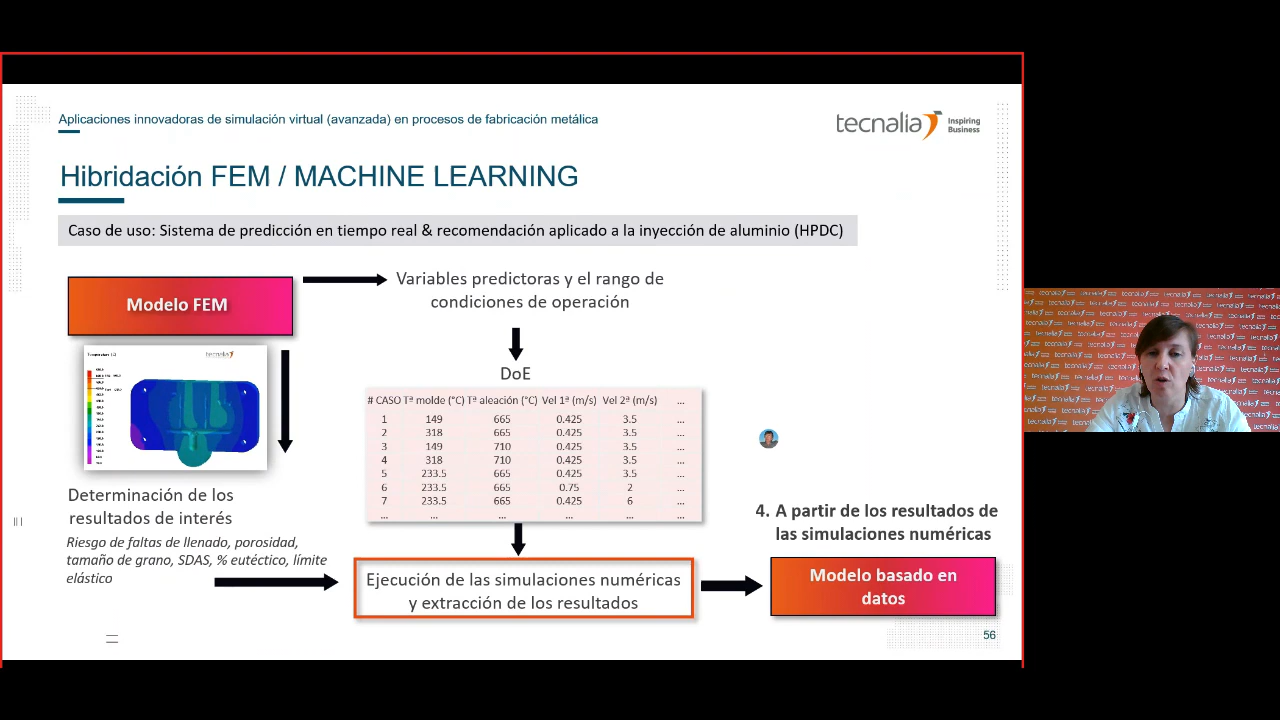 Aplicaciones innovadoras de simulación virtual (avanzada) en procesos de fabricación metálica
tecnalia Inspiring Business
Hibridación FEM / MACHINE LEARNING
Caso de uso: Sistema de predicción en tiempo real & recomendación aplicado a la inyección de aluminio (HPDC)
Modelo FEM
Variables predictoras y el rango de
condiciones de operación
DoE
tecnalia
# CASO Tª molde (°C) Tª aleación (°C) Vel 1ª (m/s) Vel 2ª (m/s) ...
1 149 665 0.425 3.5 ...
2 318 665 0.425 3.5 ...
3 149 710 0.425 3.5 ...
4 318 710 0.425 3.5 ...
5 233.5 665 0.425 3.5 ...
6 233.5 665 0.75 2 ...
7 233.5 665 0.425 6 ...
... ... ... ... ... ...
Determinación de los
resultados de interés
Riesgo de faltas de llenado, porosidad,
tamaño de grano, SDAS, % eutéctico, límite
elástico
Ejecución de las simulaciones numéricas
y extracción de los resultados
4. A partir de los resultados de
las simulaciones numéricas
Modelo basado en
datos
56